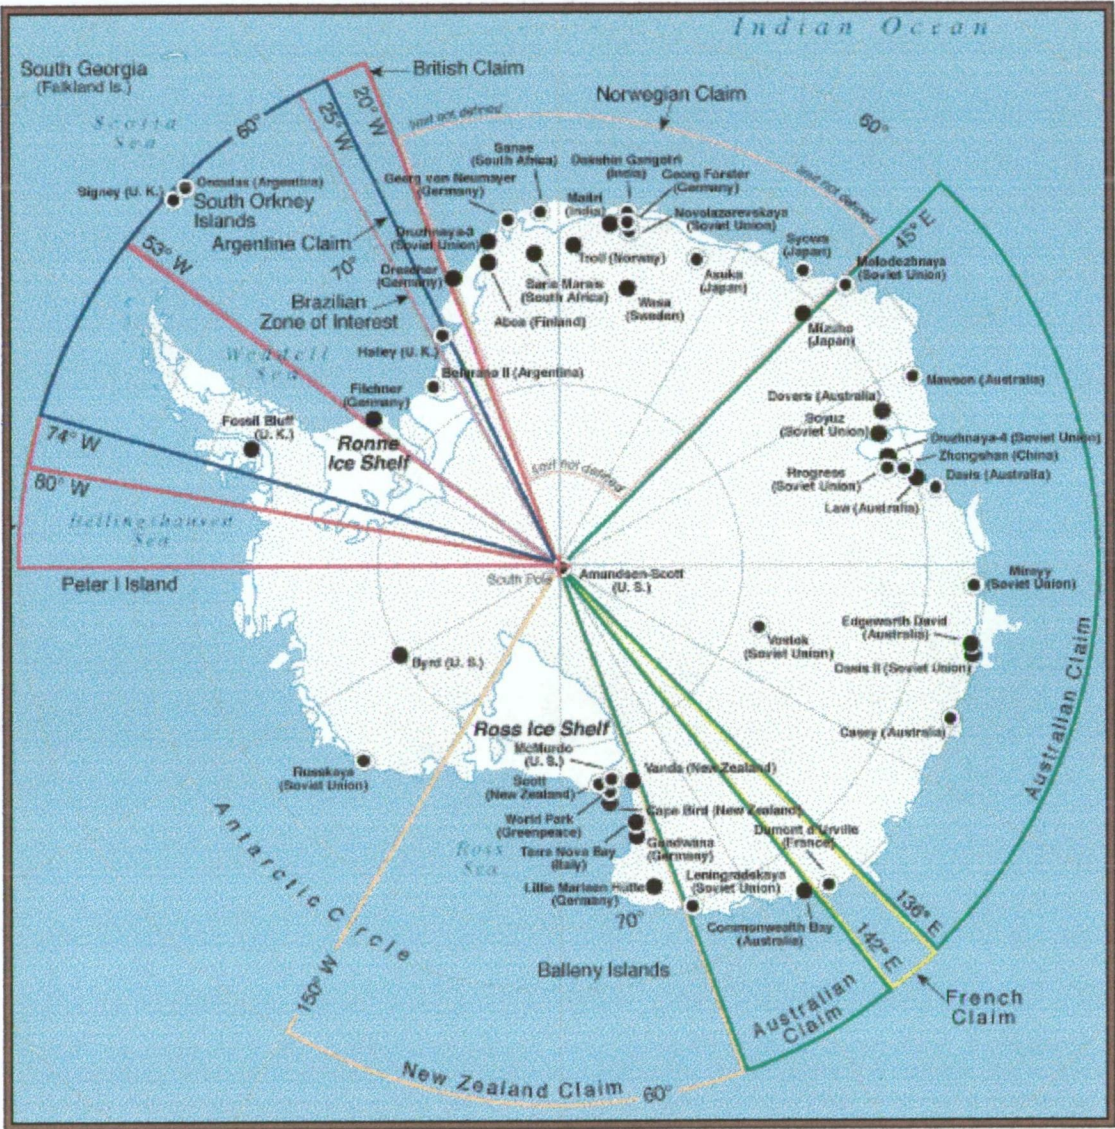 Indian Ocean
South Georgia
(Falkland Is.)
British Claim
Norwegian Claim
Scotia
Sea
60°
25° W
20° W
limit not defined
60°
limit not defined
Sanae
(South Africa)
Dakshin Gangotri
(India)
Georg von Neumayer
(Germany)
Georg Forster
(Germany)
Signey (U. K.)
Orcadas (Argentina)
South Orkney
Islands
Maitri
(India)
Novolazarevskaya
(Soviet Union)
Argentine Claim
Druzhnaya-3
(Soviet Union)
Syowa
(Japan)
45° E
53° W
70°
Drescher
(Germany)
Troll (Norway)
Asuka
(Japan)
Molodezhnaya
(Soviet Union)
Brazilian
Zone of Interest
Sarie Marais
(South Africa)
Wasa
(Sweden)
Aboa (Finland)
Mizuho
(Japan)
Weddell
Sea
Halley (U. K.)
Belgrano II (Argentina)
Mawson (Australia)
Filchner
(Germany)
Dovers (Australia)
Fossil Bluff
(U. K.)
Soyuz
(Soviet Union)
74° W
Ronne
Ice Shelf
Druzhnaya-4 (Soviet Union)
Zhongshan (China)
limit not defined
Progress
(Soviet Union)
Davis (Australia)
80° W
Law (Australia)
Bellingshausen
Sea
Peter I Island
South Pole
Amundsen-Scott
(U. S.)
Mirnyy
(Soviet Union)
Edgeworth David
(Australia)
Vostok
(Soviet Union)
Oasis II (Soviet Union)
Byrd (U. S.)
Australian Claim
Ross Ice Shelf
Casey (Australia)
McMurdo
(U. S.)
Vanda (New Zealand)
Russkaya
(Soviet Union)
Scott
(New Zealand)
Cape Bird (New Zealand)
World Park
(Greenpeace)
Dumont d'Urville
(France)
Antarctic Circle
Ross
Sea
Terra Nova Bay
(Italy)
Gondwana
(Germany)
Leningradskaya
(Soviet Union)
Lillie Marleen Hutte
(Germany)
136° E
70°
Commonwealth Bay
(Australia)
142° E
150° W
Balleny Islands
French
Claim
Australian
Claim
New Zealand Claim
60°